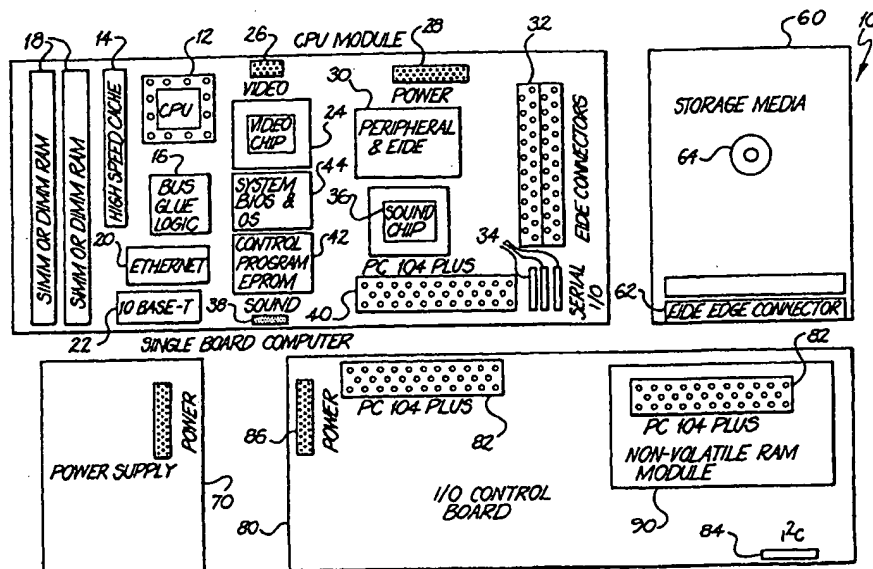 18
14
12
26
CPU MODULE
28
32
60
10
SIMM OR DIMM RAM
SIMM OR DIMM RAM
HIGH SPEED CACHE
CPU
VIDEO
POWER
30
VIDEO
CHIP
24
PERIPHERAL
& EIDE
EIDE CONNECTORS
STORAGE MEDIA
64
16
BUS
GLUE
LOGIC
SYSTEM
BIOS &
OS
44
36
SOUND
CHIP
20
ETHERNET
CONTROL
PROGRAM
EPROM
42
34
PC 104 PLUS
SERIAL
I/O
22
10 BASE-T
SOUND
38
40
62
EIDE EDGE CONNECTOR
SINGLE BOARD COMPUTER
82
POWER
POWER SUPPLY
70
86
POWER
PC 104 PLUS
82
I/O CONTROL
BOARD
80
PC 104 PLUS
NON-VOLATILE RAM
MODULE
90
84
I²C